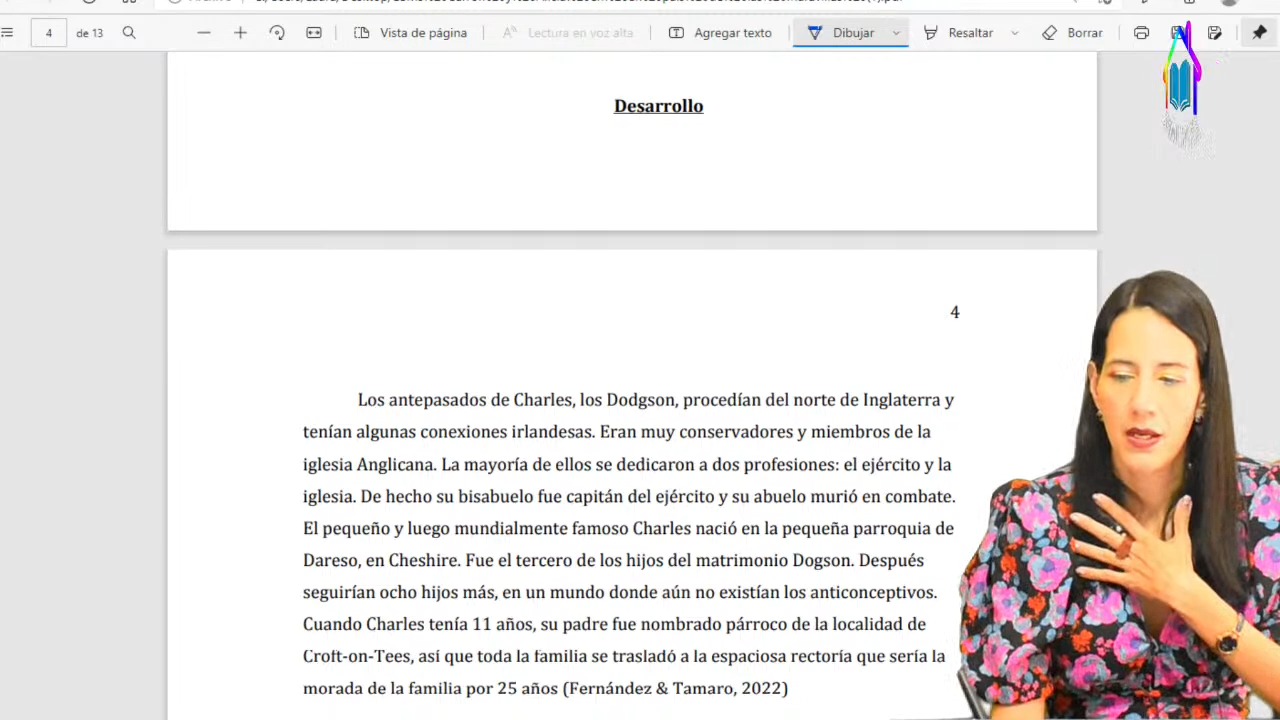 4 de 13 Vista de página Lectura en voz alta Agregar texto Dibujar Resaltar Borrar
Desarrollo
4
Los antepasados de Charles, los Dodgson, procedían del norte de Inglaterra y
tenían algunas conexiones irlandesas. Eran muy conservadores y miembros de la
iglesia Anglicana. La mayoría de ellos se dedicaron a dos profesiones: el ejército y la
iglesia. De hecho su bisabuelo fue capitán del ejército y su abuelo murió en combate.
El pequeño y luego mundialmente famoso Charles nació en la pequeña parroquia de
Dareso, en Cheshire. Fue el tercero de los hijos del matrimonio Dogson. Después
seguirían ocho hijos más, en un mundo donde aún no existían los anticonceptivos.
Cuando Charles tenía 11 años, su padre fue nombrado párroco de la localidad de
Croft-on-Tees, así que toda la familia se trasladó a la espaciosa rectoría que sería la
morada de la familia por 25 años (Fernández & Tamaro, 2022)